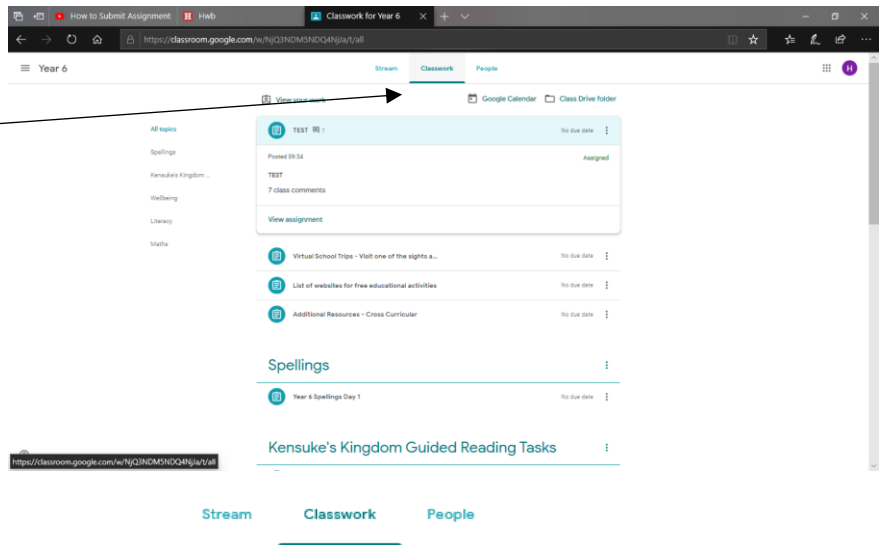 How to Submit Assignment H Hwb Classwork for Year 6
https://classroom.google.com/w/NjQ3NDM5NDQ4NjJa/t/all
Year 6 Stream Classwork People H
View your work Google Calendar Class Drive folder
All topics
Spellings
Kensuke's Kingdom ...
Wellbeing
Literacy
Maths
TEST 7 No due date
Posted 09:34 Assigned
TEST
7 class comments
View assignment
Virtual School Trips - Visit one of the sights a... No due date
List of websites for free educational activities No due date
Additional Resources - Cross Curricular No due date
Spellings
Year 6 Spellings Day 1 No due date
Kensuke's Kingdom Guided Reading Tasks
https://classroom.google.com/w/NjQ3NDM5NDQ4NjJa/t/all
Stream Classwork People